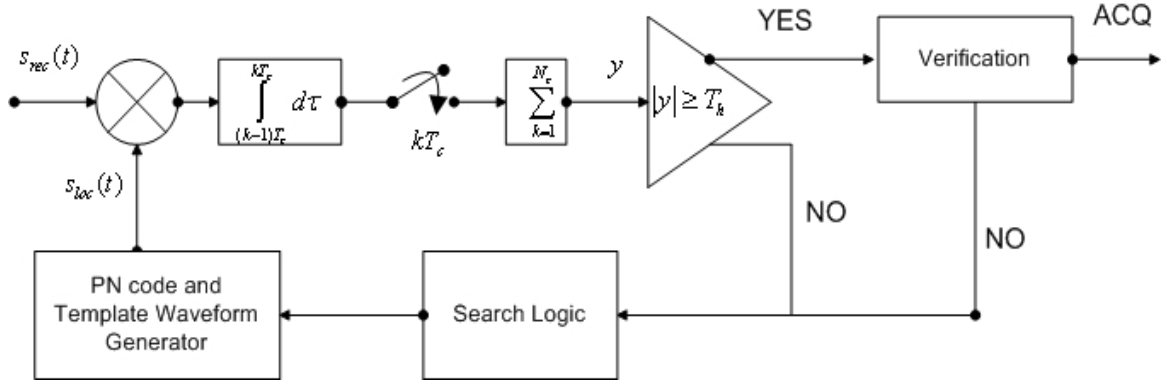 s_rec(t)
kT_c
∫ dτ
(k−1)T_c
kT_c
N_c
∑
k=1
y
|y| ≥ T_h
YES
Verification
ACQ
s_loc(t)
NO
NO
PN code and
Template Waveform
Generator
Search Logic